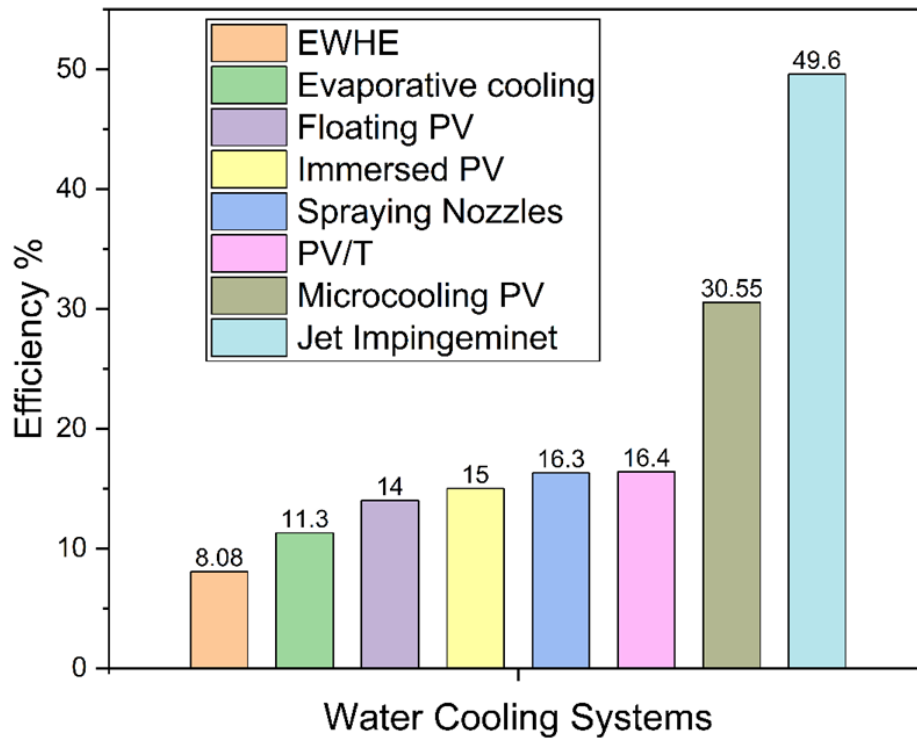 EWHE
Evaporative cooling
Floating PV
Immersed PV
Spraying Nozzles
PV/T
Microcooling PV
Jet Impingeminet
Efficiency %
50
40
30
20
10
0
8.08
11.3
14
15
16.3
16.4
30.55
49.6
Water Cooling Systems